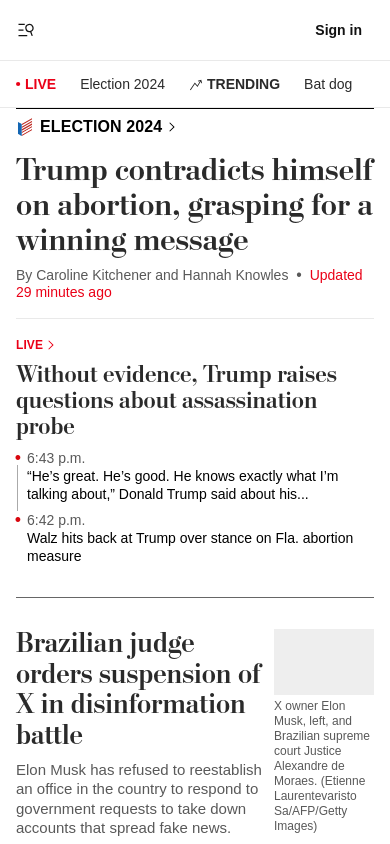 Sign in
• LIVE Election 2024 TRENDING Bat dog
ELECTION 2024
Trump contradicts himself
on abortion, grasping for a
winning message
By Caroline Kitchener and Hannah Knowles • Updated
29 minutes ago
LIVE
Without evidence, Trump raises
questions about assassination
probe
6:43 p.m.
“He’s great. He’s good. He knows exactly what I’m
talking about,” Donald Trump said about his...
6:42 p.m.
Walz hits back at Trump over stance on Fla. abortion
measure
Brazilian judge
orders suspension of
X in disinformation
battle
Elon Musk has refused to reestablish
an office in the country to respond to
government requests to take down
accounts that spread fake news.
X owner Elon
Musk, left, and
Brazilian supreme
court Justice
Alexandre de
Moraes. (Etienne
Laurentevaristo
Sa/AFP/Getty
Images)